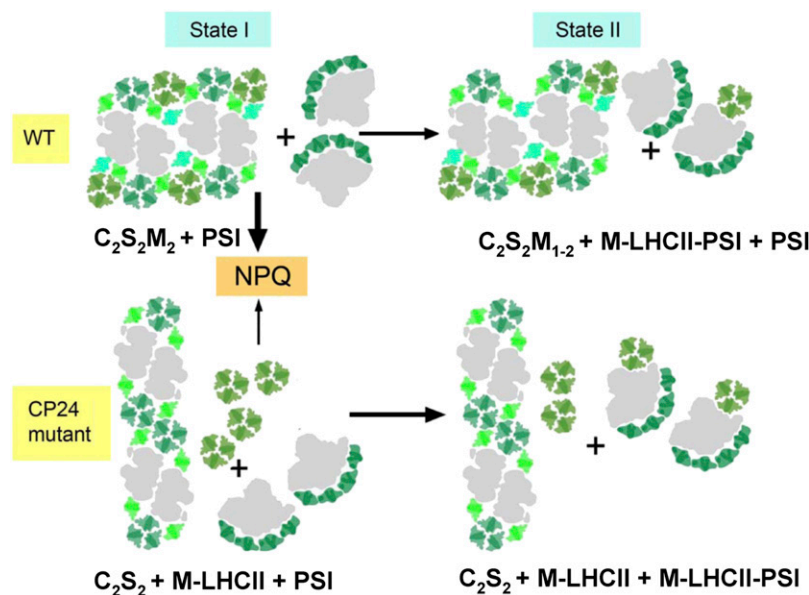 State I
State II
WT
+
+
C₂S₂M₂ + PSI
C₂S₂M₁₋₂ + M-LHCII-PSI + PSI
NPQ
CP24
mutant
+
+
C₂S₂ + M-LHCII + PSI
C₂S₂ + M-LHCII + M-LHCII-PSI